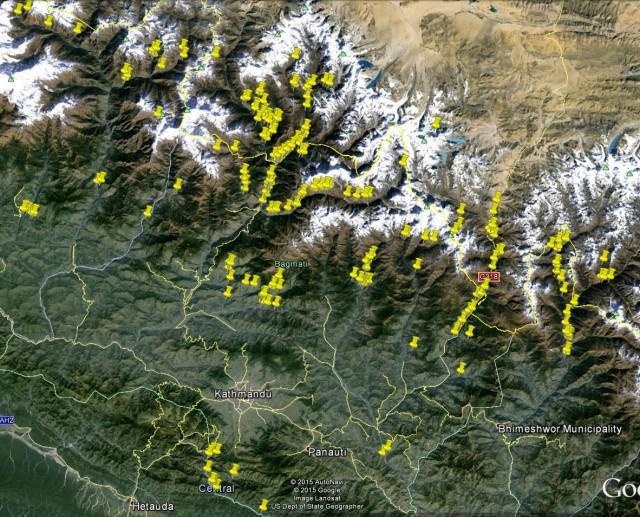 Bagmati
G318
Kathmandu
AH2
Bhimeshwor Municipality
Panauti
Central
© 2015 AutoNavi
© 2015 Google
Image Landsat
US Dept of State Geographer
Hetauda
Goo